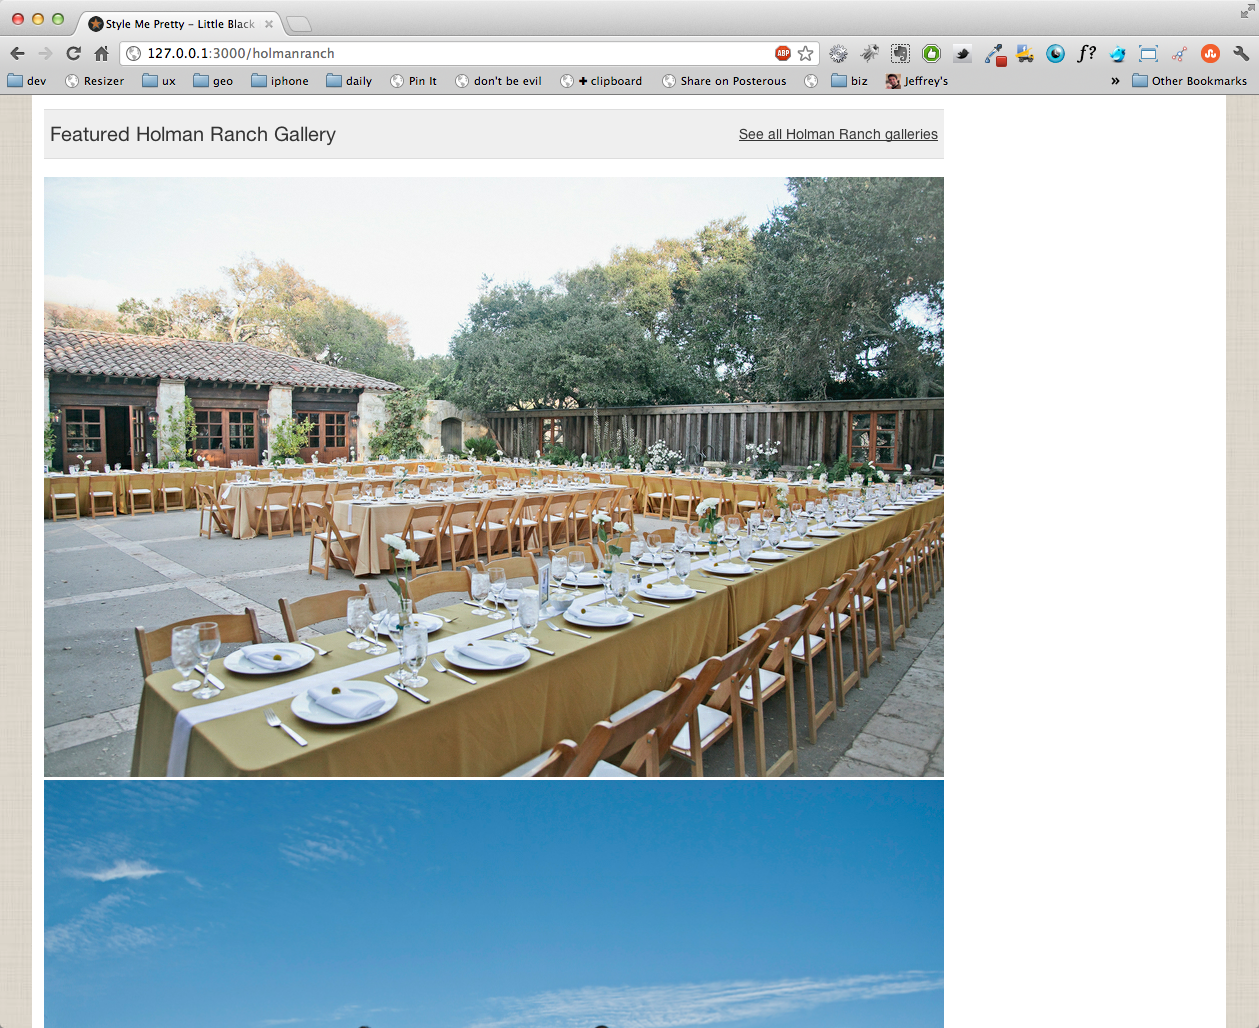 Style Me Pretty – Little Black
127.0.0.1:3000/holmanranch
ABP
f?
dev Resizer ux geo iphone daily Pin It don't be evil + clipboard Share on Posterous biz Jeffrey's » Other Bookmarks
Featured Holman Ranch Gallery
See all Holman Ranch galleries